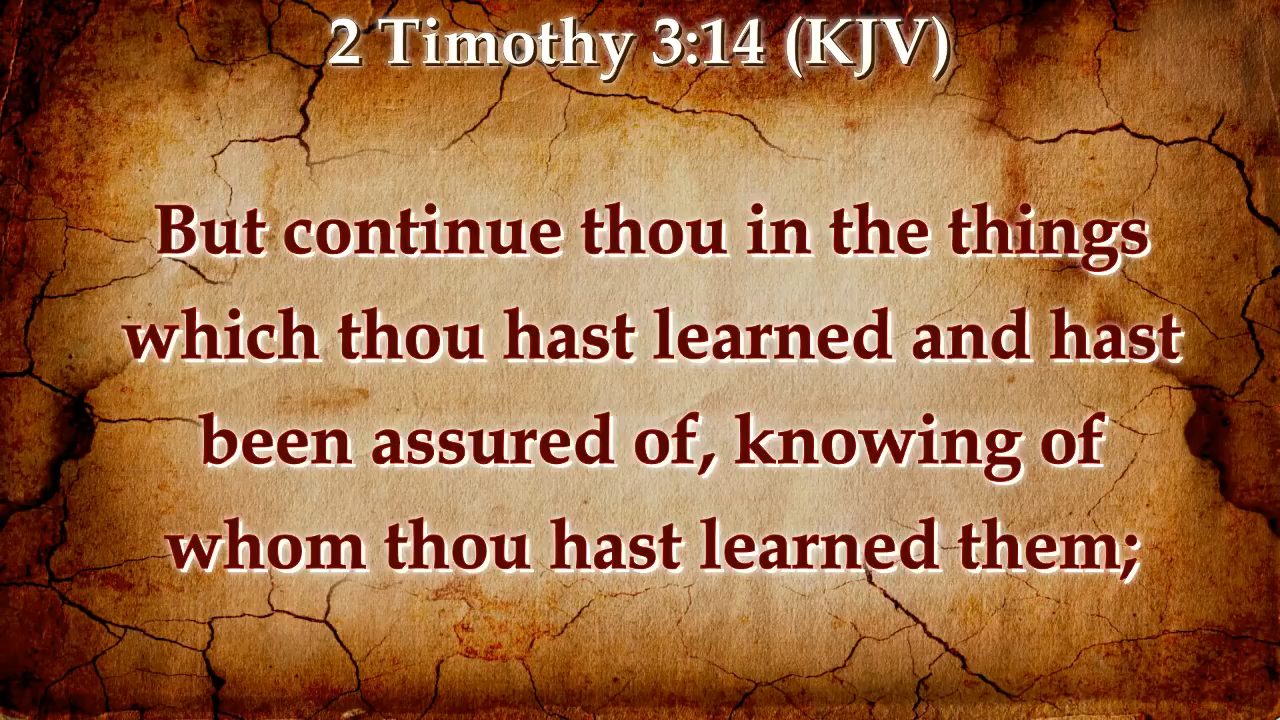 2 Timothy 3:14 (KJV)
But continue thou in the things
which thou hast learned and hast
been assured of, knowing of
whom thou hast learned them;